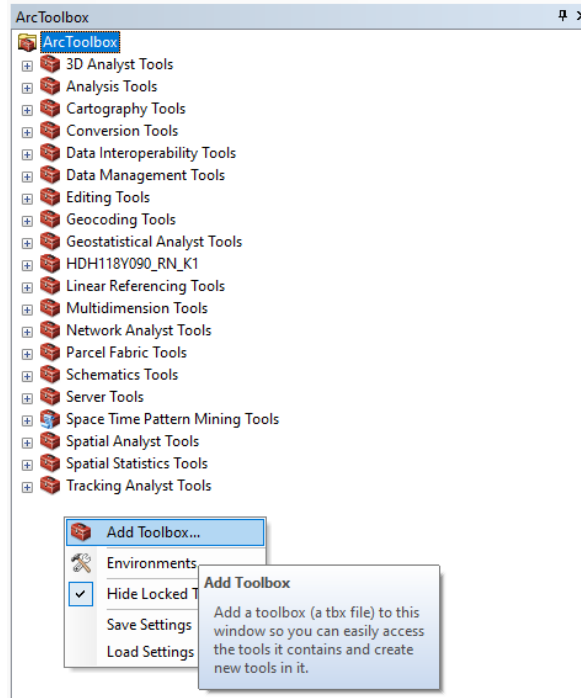 ArcToolbox
ArcToolbox
3D Analyst Tools
Analysis Tools
Cartography Tools
Conversion Tools
Data Interoperability Tools
Data Management Tools
Editing Tools
Geocoding Tools
Geostatistical Analyst Tools
HDH118Y090_RN_K1
Linear Referencing Tools
Multidimension Tools
Network Analyst Tools
Parcel Fabric Tools
Schematics Tools
Server Tools
Space Time Pattern Mining Tools
Spatial Analyst Tools
Spatial Statistics Tools
Tracking Analyst Tools
Add Toolbox...
Environments
Hide Locked T
Save Settings
Load Settings
Add Toolbox
Add a toolbox (a tbx file) to this
window so you can easily access
the tools it contains and create
new tools in it.